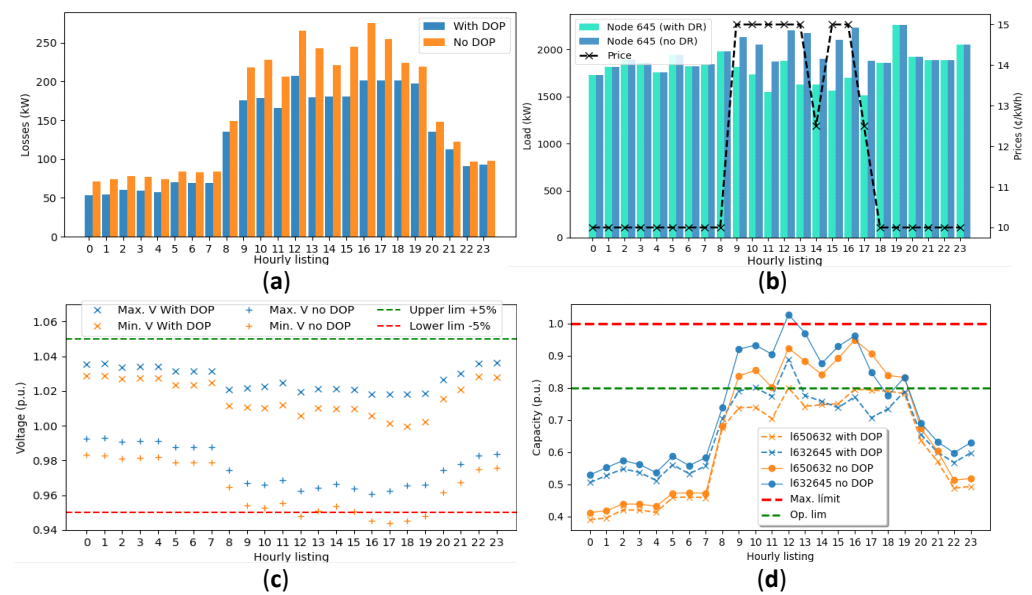 With DOP
No DOP
Losses (kW)
250
200
150
100
50
0
0 1 2 3 4 5 6 7 8 9 10 11 12 13 14 15 16 17 18 19 20 21 22 23
Hourly listing
(a)
Node 645 (with DR)
Node 645 (no DR)
Price
Load (kW)
2000
1750
1500
1000
500
0
15
14
13
12
11
10
Prices (¢/kWh)
0 1 2 3 4 5 6 7 8 9 10 11 12 13 14 15 16 17 18 19 20 21 22 23
Hourly listing
(b)
Max. V With DOP
Max. V no DOP
Upper lim +5%
Min. V With DOP
Min. V no DOP
Lower lim -5%
Voltage (p.u.)
1.06
1.04
1.02
1.00
0.98
0.96
0.94
0 1 2 3 4 5 6 7 8 9 10 11 12 13 14 15 16 17 18 19 20 21 22 23
Hourly listing
(c)
Capacity (p.u.)
1.0
0.9
0.8
0.7
0.6
0.5
0.4
l650632 with DOP
l632645 with DOP
l650632 no DOP
l632645 no DOP
Max. límit
Op. lim
0 1 2 3 4 5 6 7 8 9 10 11 12 13 14 15 16 17 18 19 20 21 22 23
Hourly listing
(d)